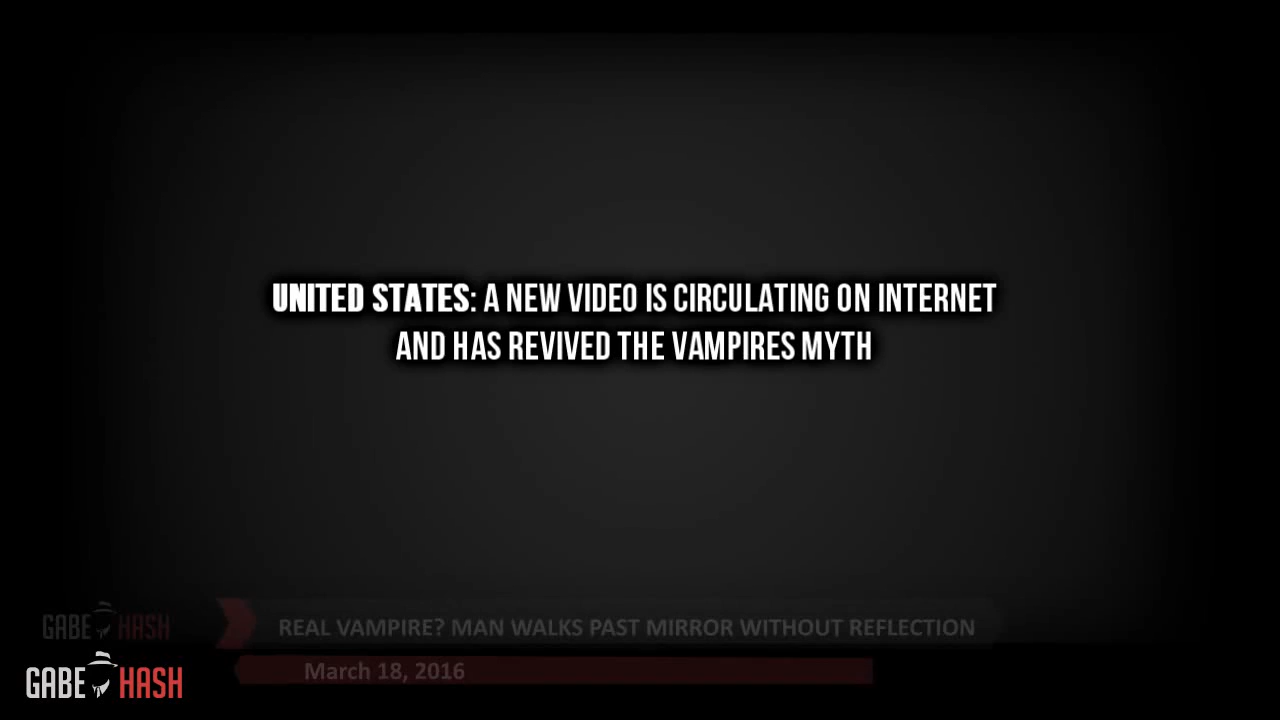 UNITED STATES: A NEW VIDEO IS CIRCULATING ON INTERNET
AND HAS REVIVED THE VAMPIRES MYTH
GABE HASH
REAL VAMPIRE? MAN WALKS PAST MIRROR WITHOUT REFLECTION
GABE HASH
March 18, 2016